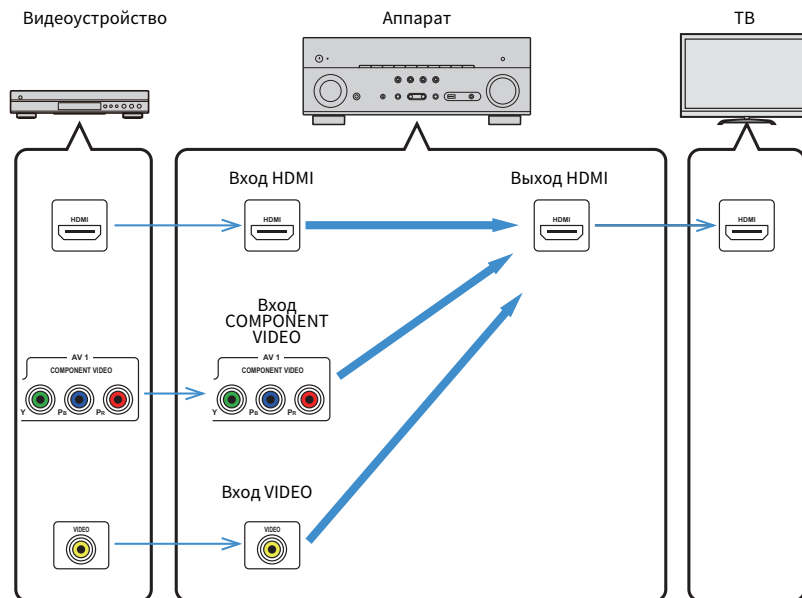 Видеоустройство
Аппарат
ТВ
Вход HDMI
Выход HDMI
HDMI
HDMI
HDMI
HDMI
Вход
COMPONENT
VIDEO
AV 1
COMPONENT VIDEO
Y PB PR
AV 1
COMPONENT VIDEO
Y PB PR
Вход VIDEO
VIDEO
VIDEO